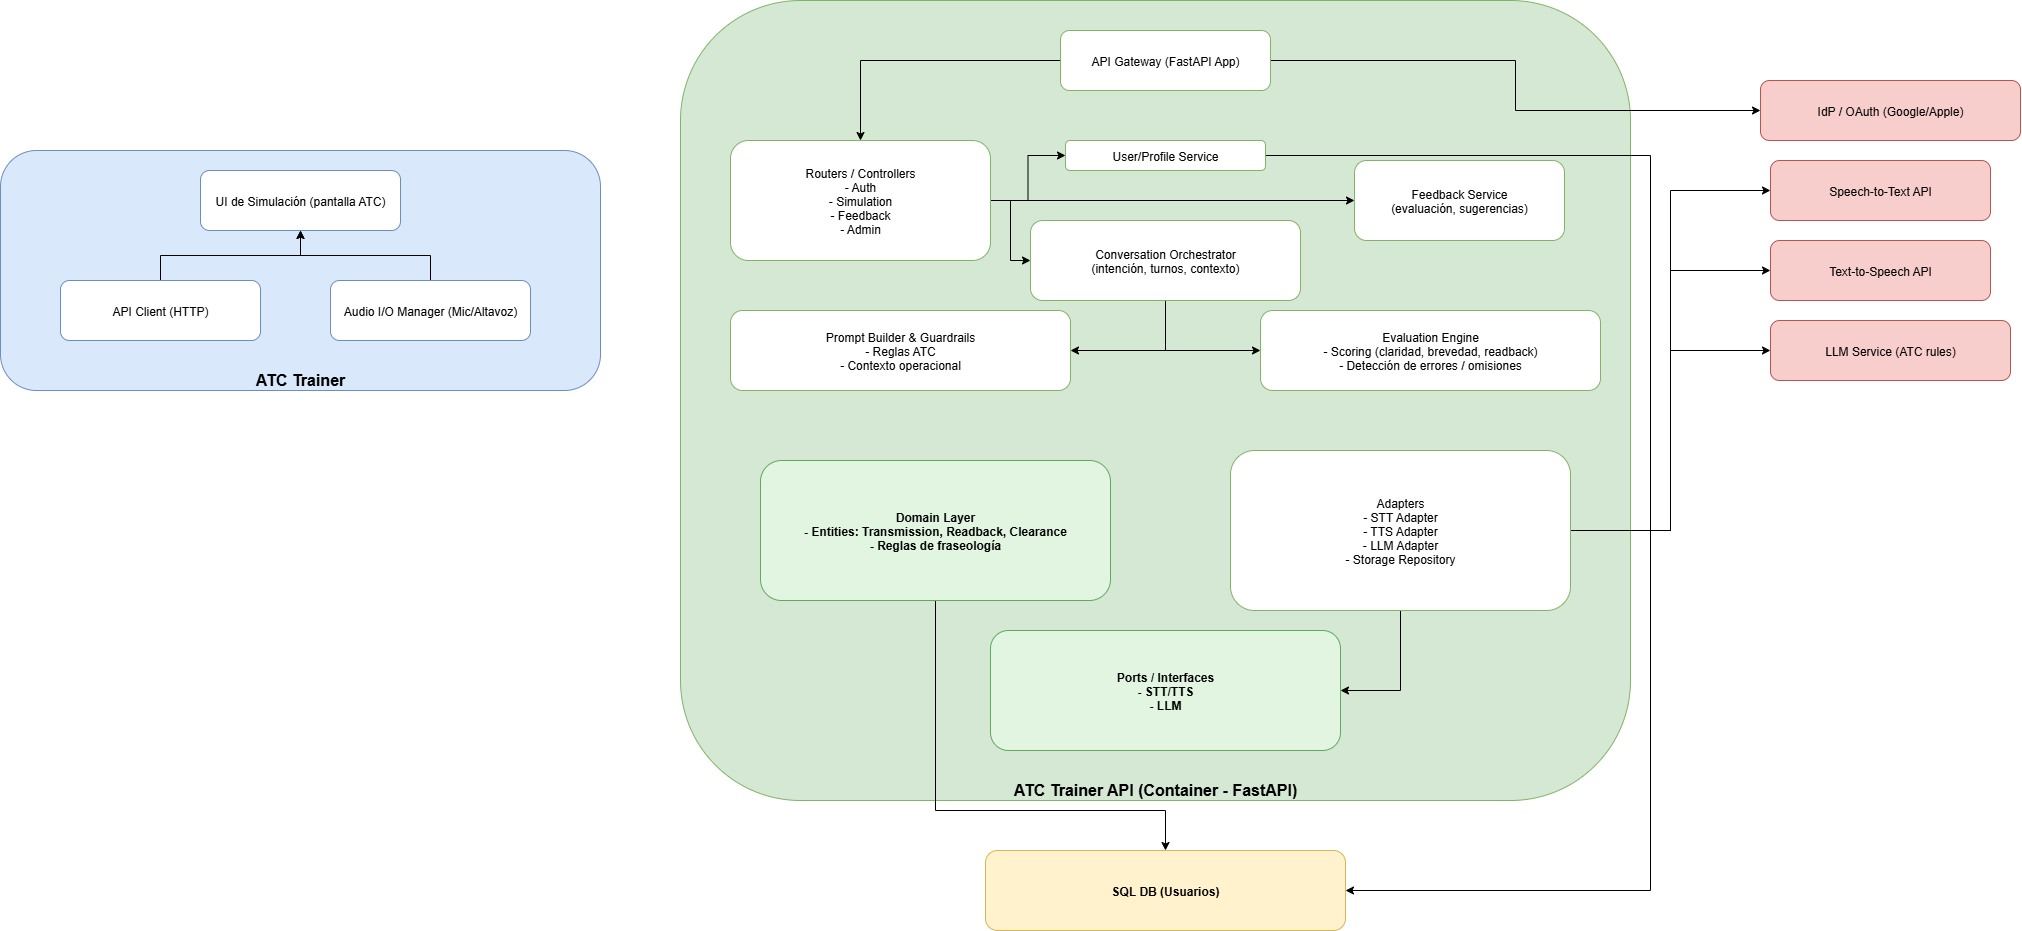 API Gateway (FastAPI App)
IdP / OAuth (Google/Apple)
Routers / Controllers
- Auth
- Simulation
- Feedback
- Admin
User/Profile Service
Feedback Service
(evaluación, sugerencias)
Speech-to-Text API
UI de Simulación (pantalla ATC)
Conversation Orchestrator
(intención, turnos, contexto)
Text-to-Speech API
API Client (HTTP)
Audio I/O Manager (Mic/Altavoz)
Prompt Builder & Guardrails
- Reglas ATC
- Contexto operacional
Evaluation Engine
- Scoring (claridad, brevedad, readback)
- Detección de errores / omisiones
LLM Service (ATC rules)
ATC Trainer
Domain Layer
- Entities: Transmission, Readback, Clearance
- Reglas de fraseología
Adapters
- STT Adapter
- TTS Adapter
- LLM Adapter
- Storage Repository
Ports / Interfaces
- STT/TTS
- LLM
ATC Trainer API (Container - FastAPI)
SQL DB (Usuarios)